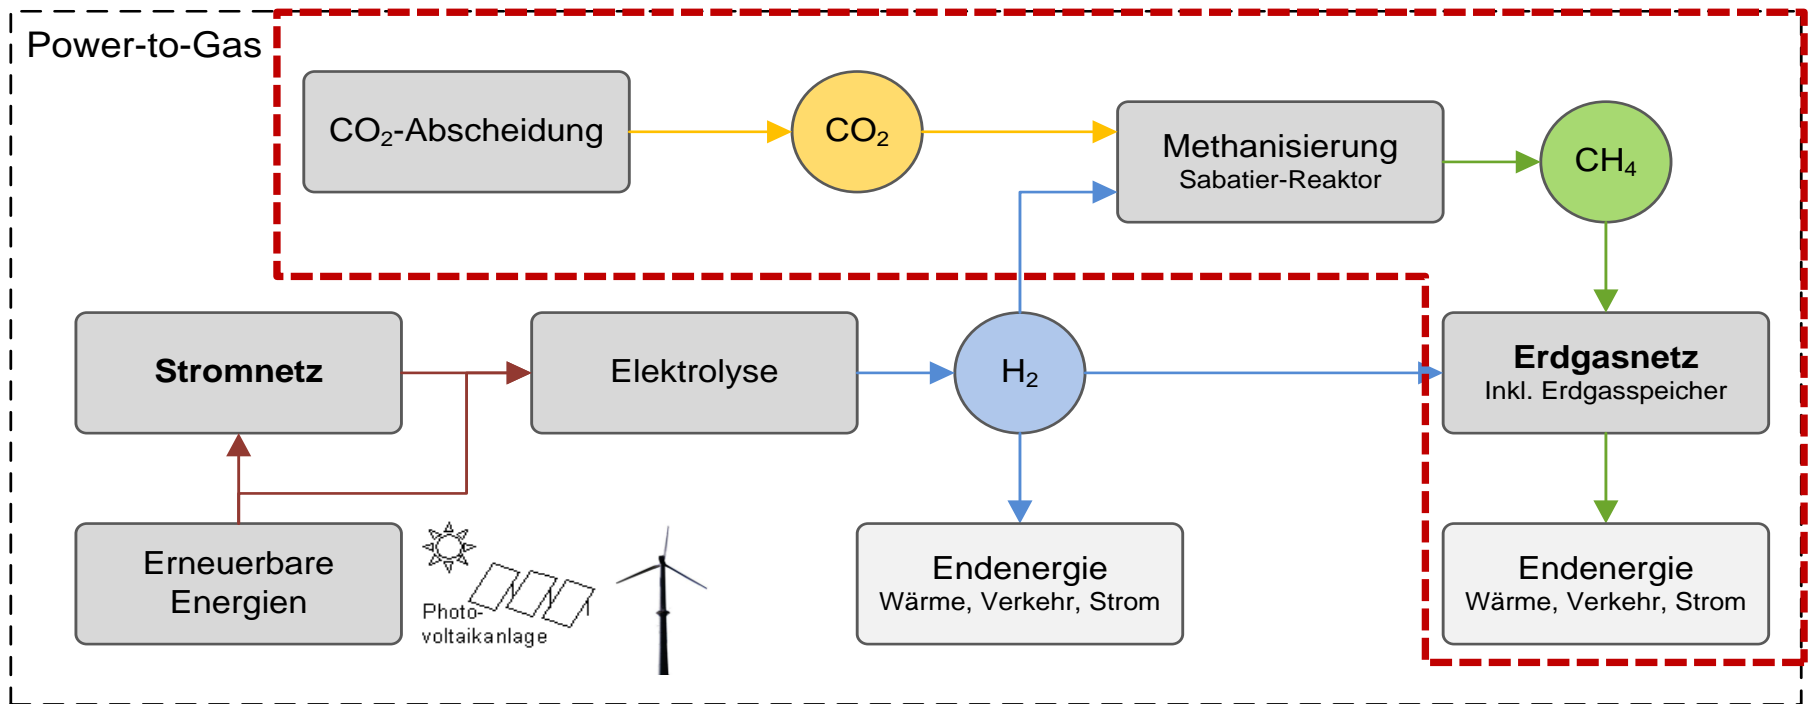 Power-to-Gas
CO₂-Abscheidung
CO₂
Methanisierung
Sabatier-Reaktor
CH₄
Stromnetz
Elektrolyse
H₂
Erdgasnetz
Inkl. Erdgasspeicher
Erneuerbare
Energien
Photo-
voltaikanlage
Endenergie
Wärme, Verkehr, Strom
Endenergie
Wärme, Verkehr, Strom